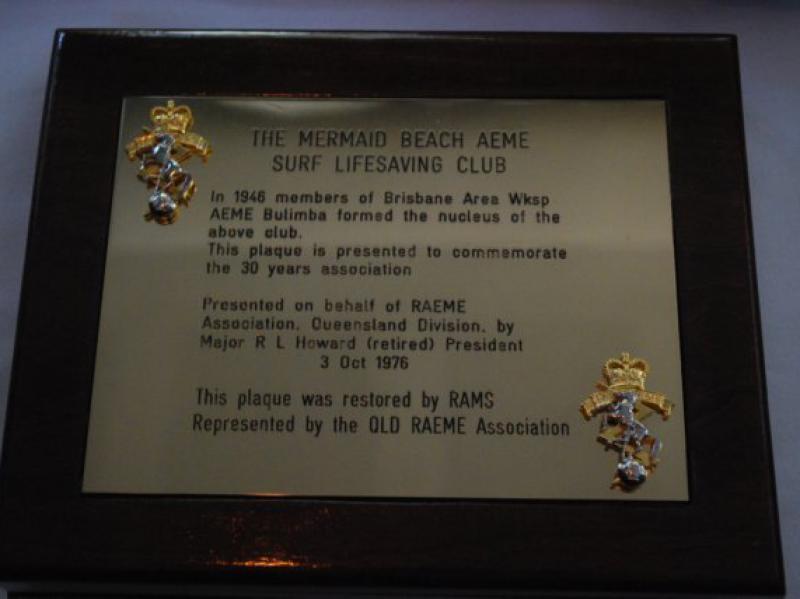 THE MERMAID BEACH AEME
SURF LIFESAVING CLUB
In 1946 members of Brisbane Area Wksp
AEME Bulimba formed the nucleus of the
above club.
This plaque is presented to commemorate
the 30 years association
Presented on behalf of RAEME
Association, Queensland Division, by
Major R L Howard (retired) President
3 Oct 1976
This plaque was restored by RAMS
Represented by the QLD RAEME Association